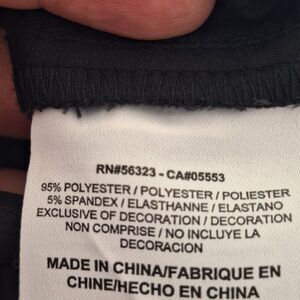 RN#56323 - CA#05553
95% POLYESTER / POLYESTER / POLIESTER
5% SPANDEX / ELASTHANNE / ELASTANO
EXCLUSIVE OF DECORATION / DECORATION
NON COMPRISE / NO INCLUYE LA
DECORACION
MADE IN CHINA/FABRIQUE EN
CHINE/HECHO EN CHINA